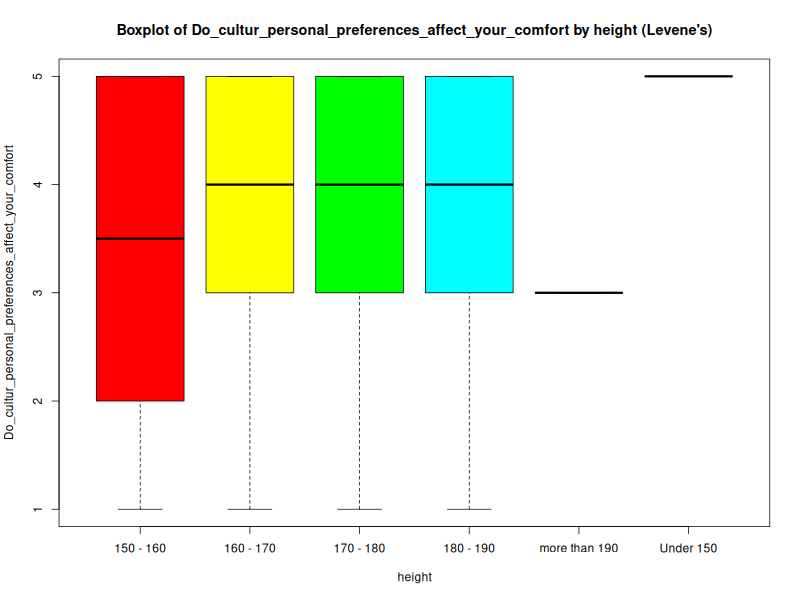 Boxplot of Do_cultur_personal_preferences_affect_your_comfort by height (Levene's)
Do_cultur_personal_preferences_affect_your_comfort
5
4
3
2
1
150 - 160 160 - 170 170 - 180 180 - 190 more than 190 Under 150
height